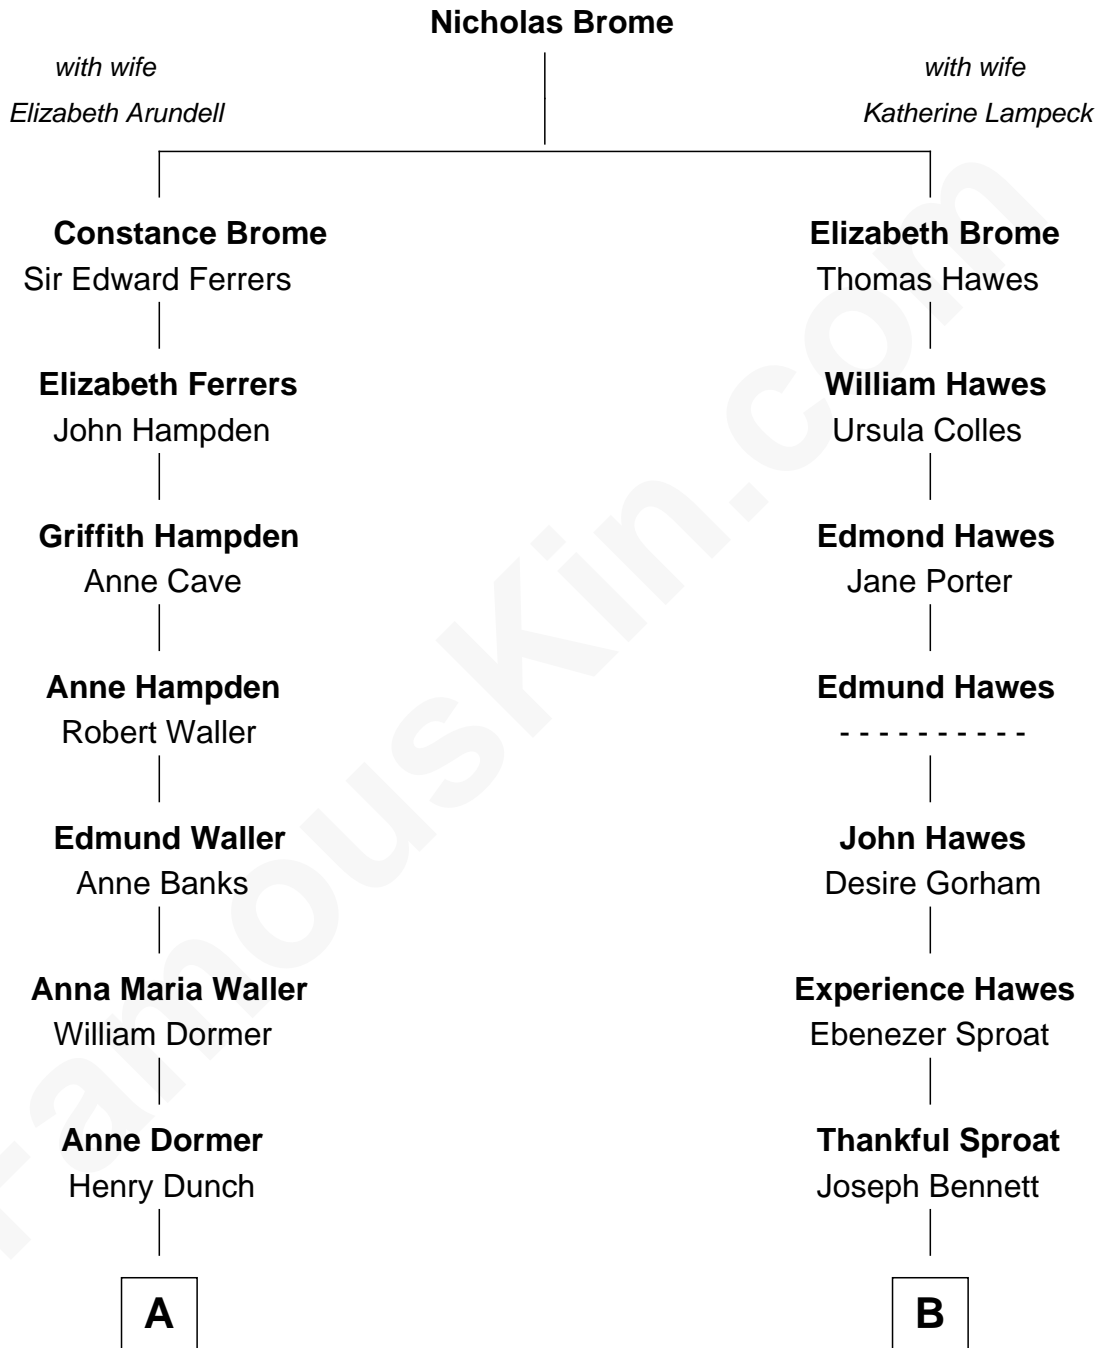 Nicholas Brome
with wife
Elizabeth Arundell
with wife
Katherine Lampeck
Constance Brome
Sir Edward Ferrers
Elizabeth Brome
Thomas Hawes
Elizabeth Ferrers
John Hampden
William Hawes
Ursula Colles
Griffith Hampden
Anne Cave
Edmond Hawes
Jane Porter
Anne Hampden
Robert Waller
Edmund Hawes
- - - - - - - - - -
Edmund Waller
Anne Banks
John Hawes
Desire Gorham
Anna Maria Waller
William Dormer
Experience Hawes
Ebenezer Sproat
Anne Dormer
Henry Dunch
Thankful Sproat
Joseph Bennett
A
B
FamousKin.com